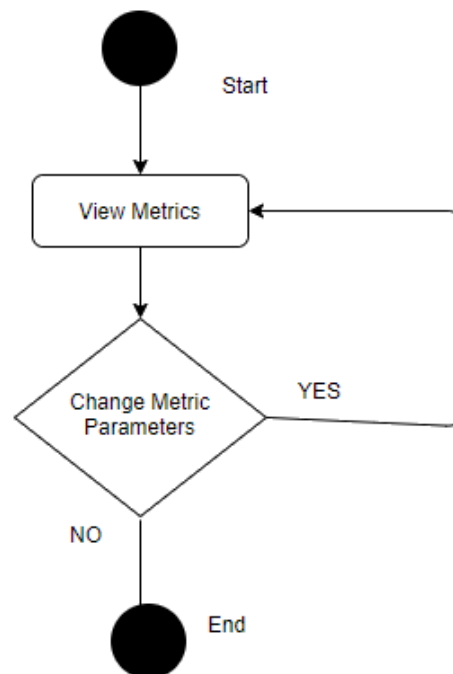 Start
View Metrics
Change Metric
Parameters
YES
NO
End